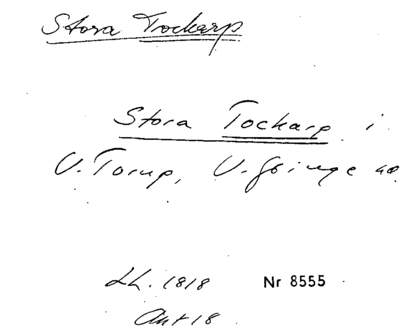 Stora Tockarp
Stora Tockarp i
V. Torup, V. Göinge hd
LL. 1818 Nr 8555
Akt 18